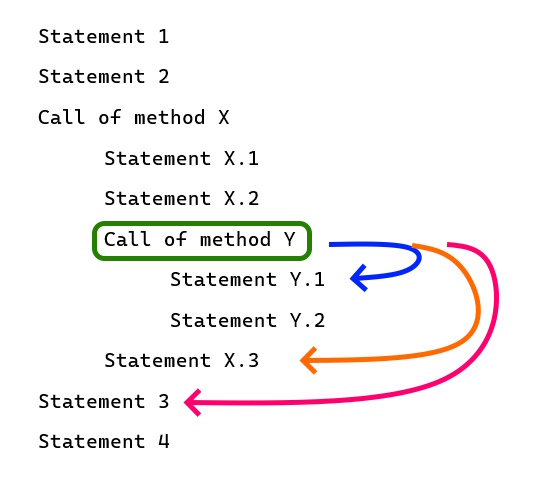 Statement 1
Statement 2
Call of method X
Statement X.1
Statement X.2
Call of method Y
Statement Y.1
Statement Y.2
Statement X.3
Statement 3
Statement 4